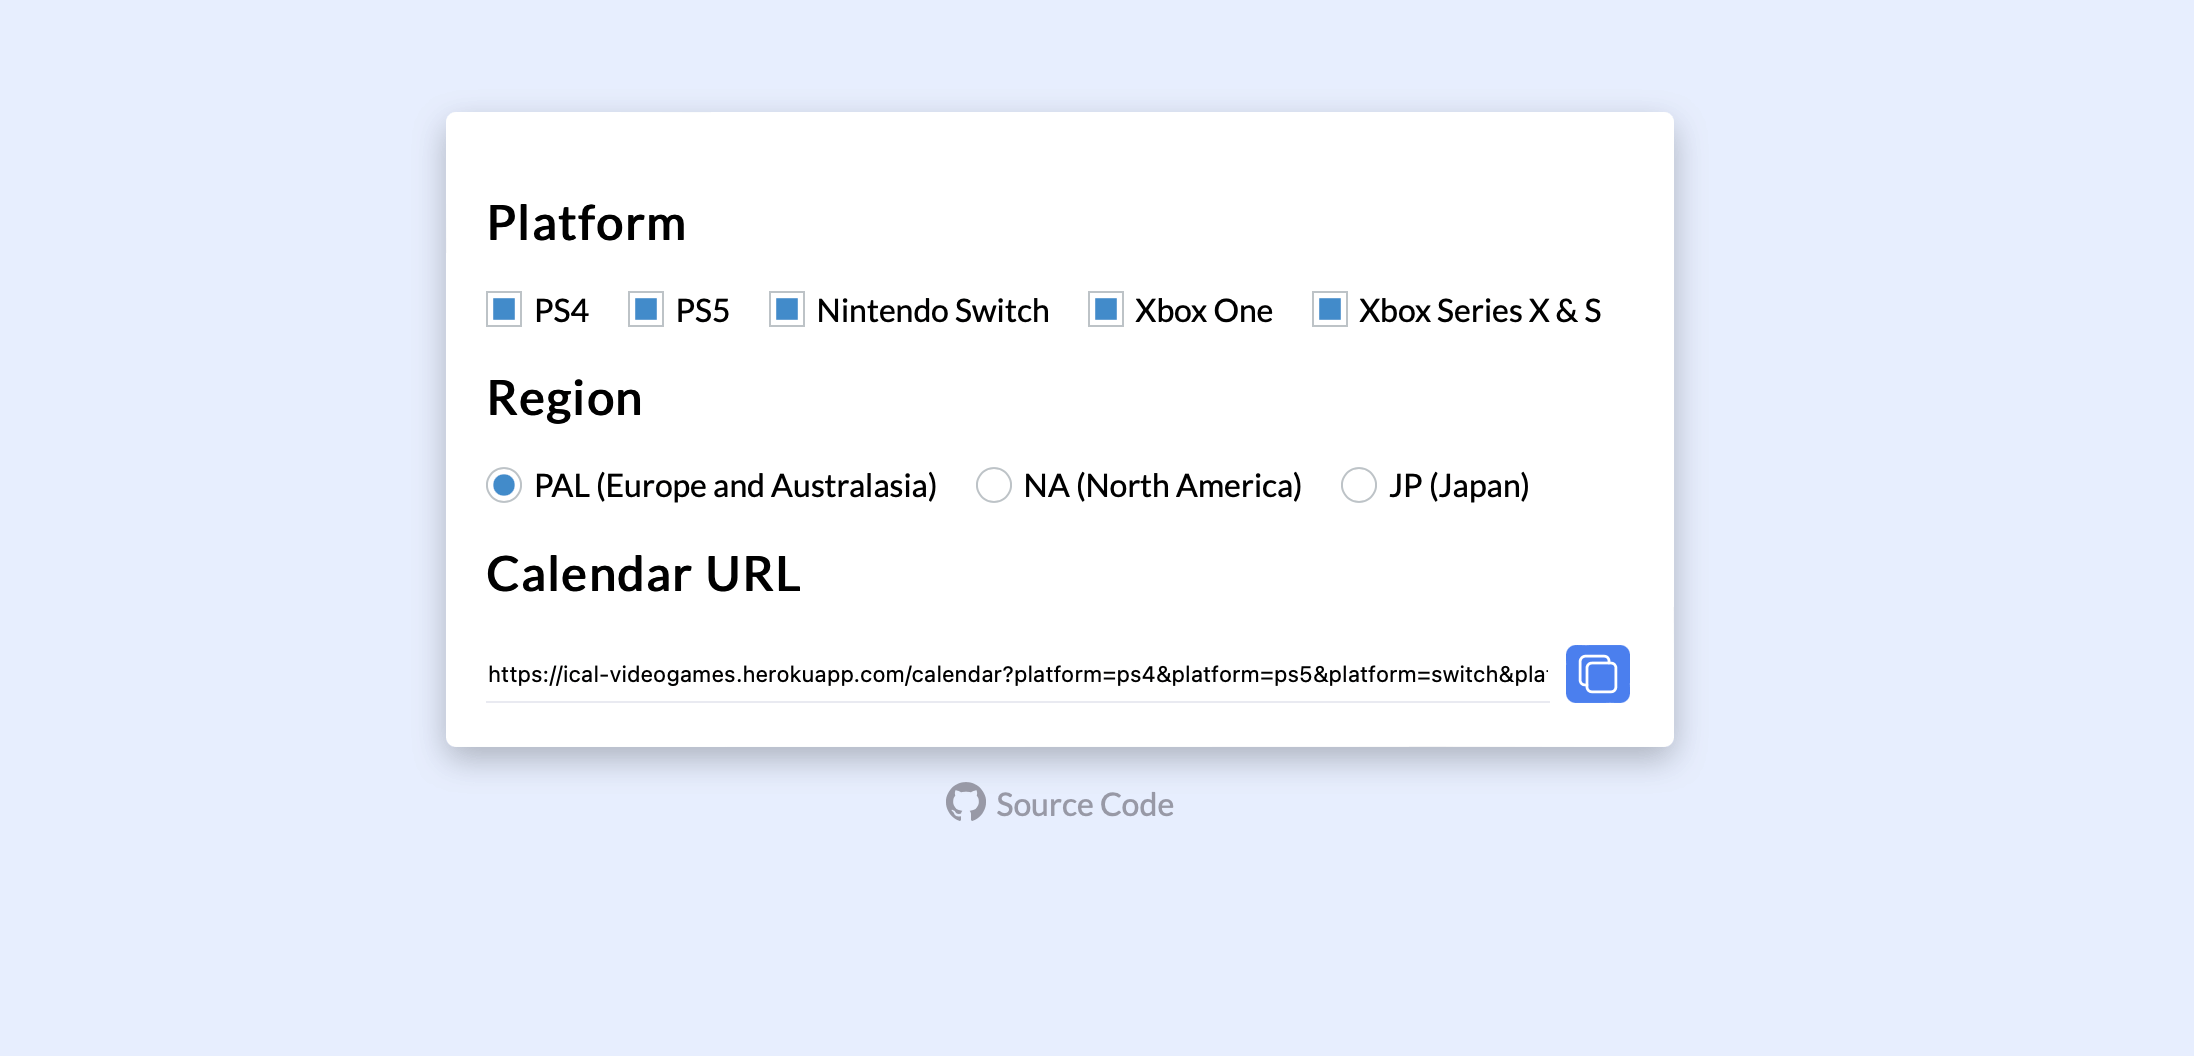 Platform
PS4 PS5 Nintendo Switch Xbox One Xbox Series X & S
Region
PAL (Europe and Australasia) NA (North America) JP (Japan)
Calendar URL
https://ical-videogames.herokuapp.com/calendar?platform=ps4&platform=ps5&platform=switch&pla
Source Code